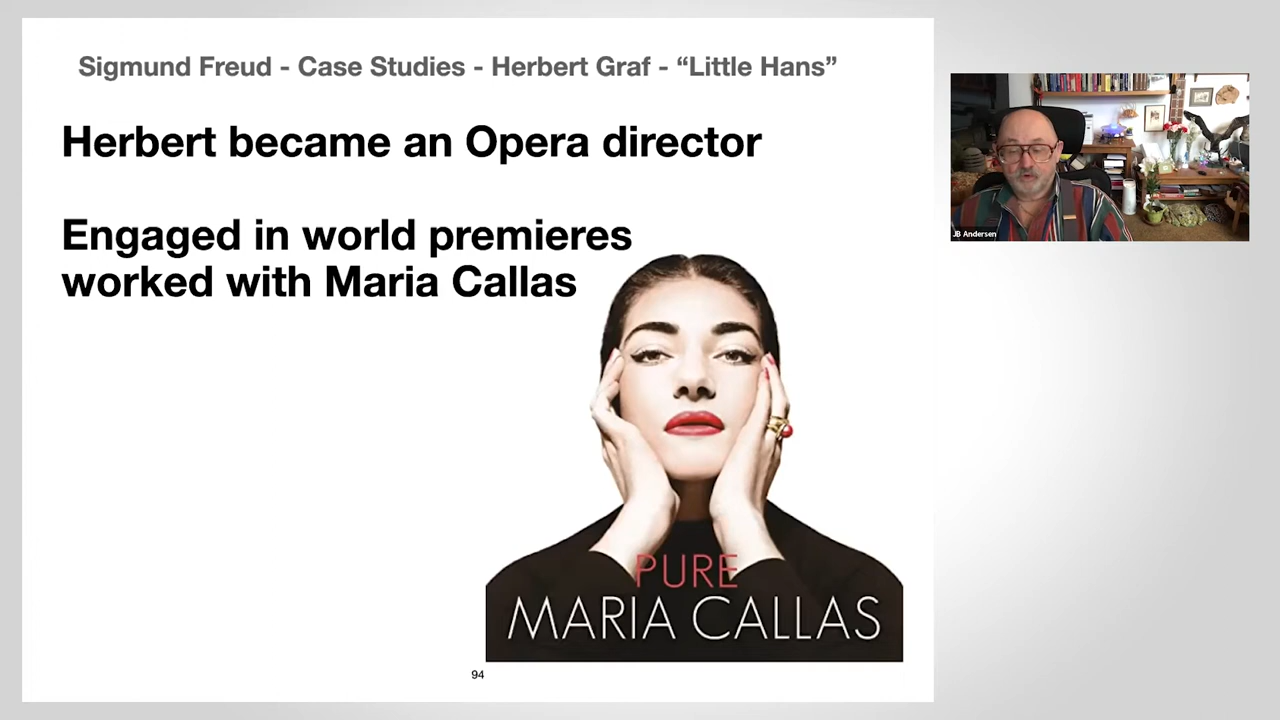 Sigmund Freud - Case Studies - Herbert Graf - “Little Hans”
Herbert became an Opera director
Engaged in world premieres
worked with Maria Callas
PURE
MARIA CALLAS
94
JB Andersen